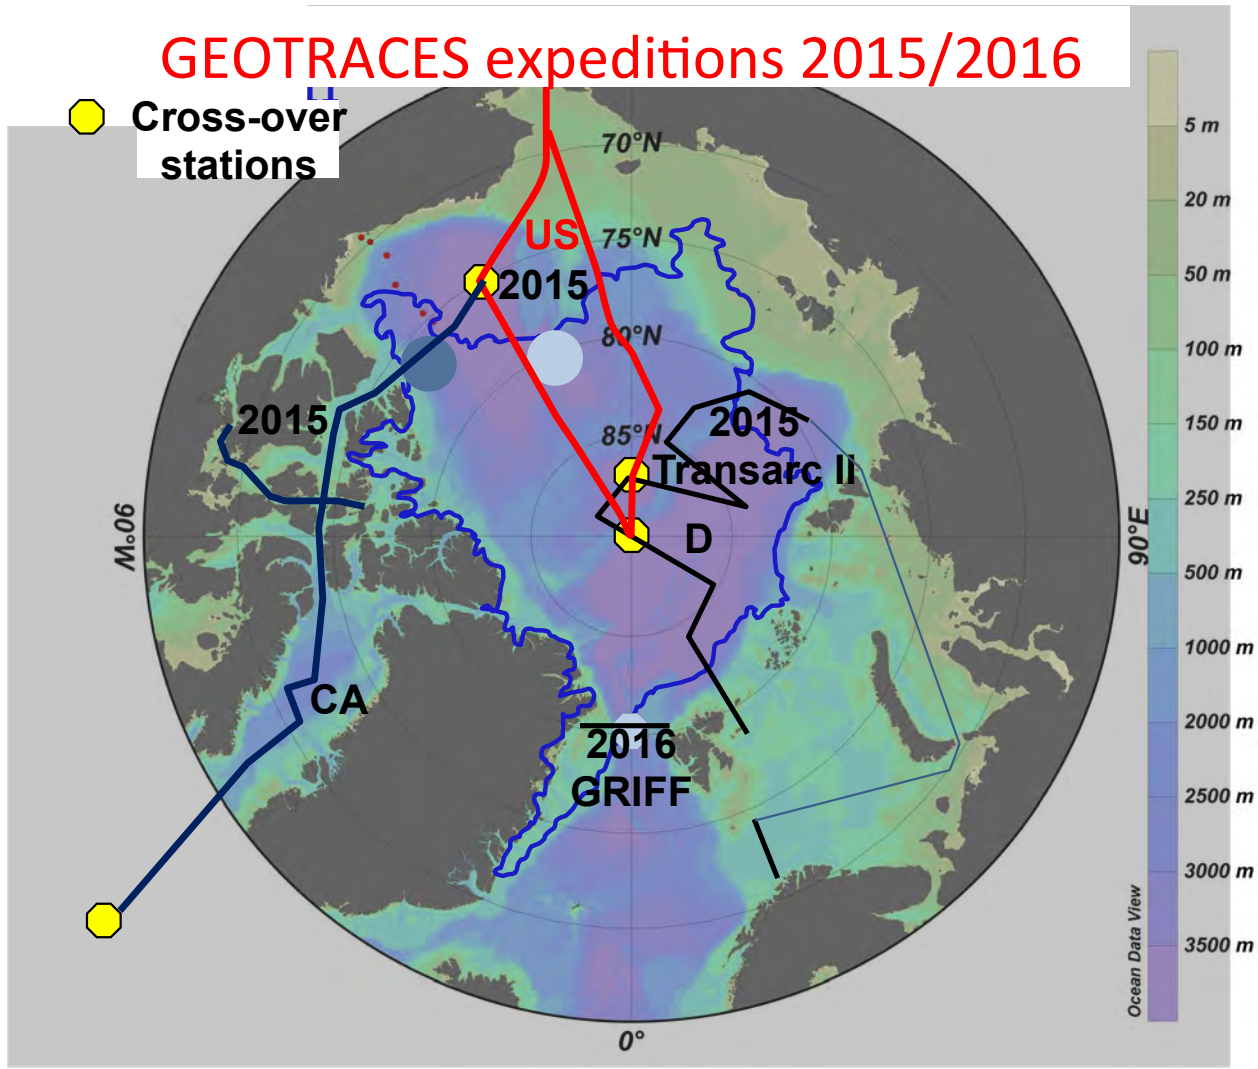 GEOTRACES expeditions 2015/2016
Cross-over
stations
70°N
75°N
80°N
85°N
US
2015
2015
2015
Transarc II
D
CA
2016
GRIFF
90°W
90°E
0°
5 m
20 m
50 m
100 m
150 m
250 m
500 m
1000 m
2000 m
2500 m
3000 m
3500 m
Ocean Data View